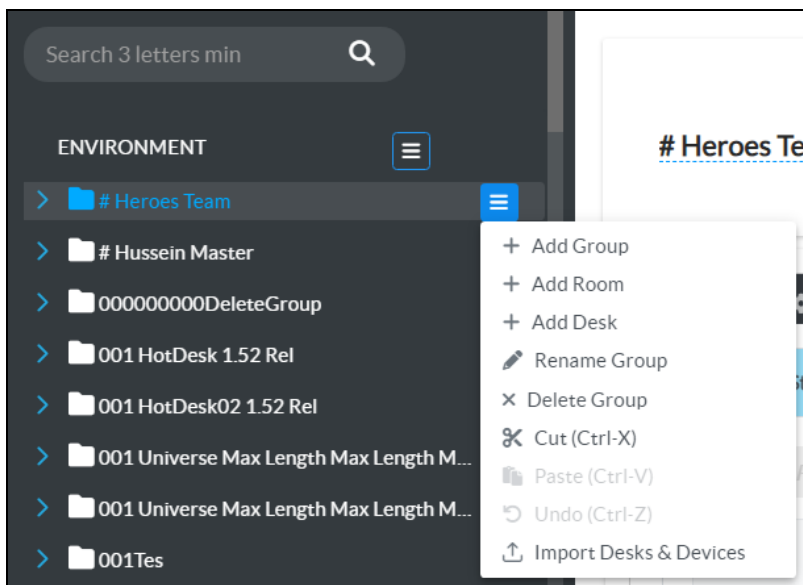 Search 3 letters min
ENVIRONMENT
# Heroes Team
# Hussein Master
000000000DeleteGroup
001 HotDesk 1.52 Rel
001 HotDesk02 1.52 Rel
001 Universe Max Length Max Length M...
001 Universe Max Length Max Length M...
001Tes
# Heroes Te
Add Group
Add Room
Add Desk
Rename Group
Delete Group
Cut (Ctrl-X)
Paste (Ctrl-V)
Undo (Ctrl-Z)
Import Desks & Devices